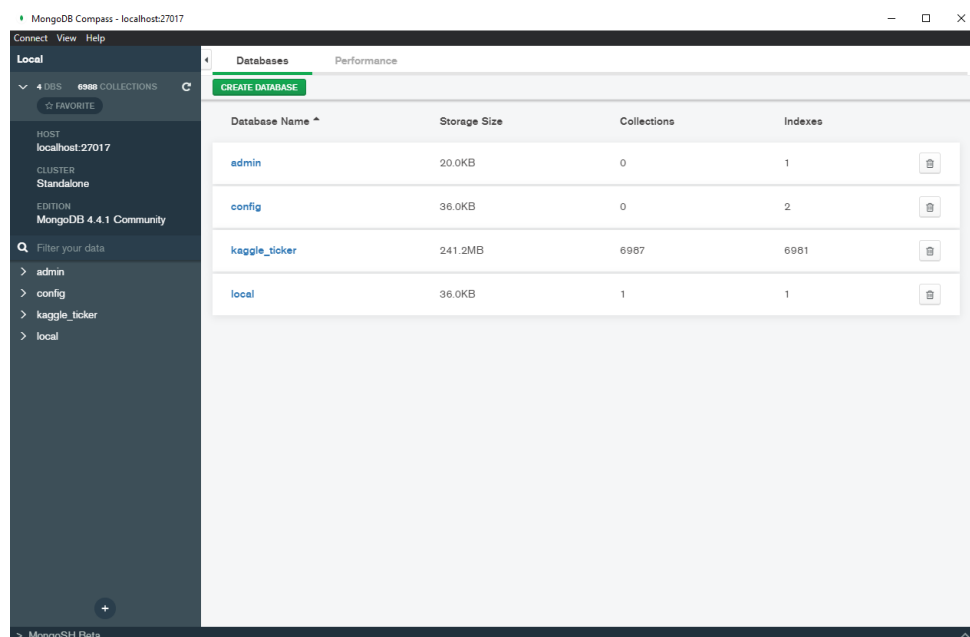 MongoDB Compass - localhost:27017
Connect View Help
Local
4 DBS 6988 COLLECTIONS
FAVORITE
HOST
localhost:27017
CLUSTER
Standalone
EDITION
MongoDB 4.4.1 Community
Filter your data
admin
config
kaggle_ticker
local
Databases Performance
CREATE DATABASE
Database Name Storage Size Collections Indexes
admin 20.0KB 0 1
config 36.0KB 0 2
kaggle_ticker 241.2MB 6987 6981
local 36.0KB 1 1
> MongoSH Beta